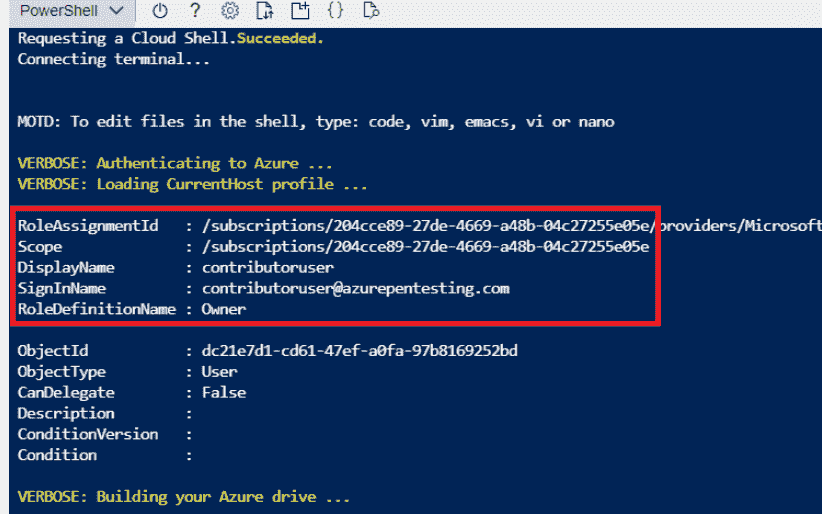 PowerShell
Requesting a Cloud Shell.Succeeded.
Connecting terminal...
MOTD: To edit files in the shell, type: code, vim, emacs, vi or nano
VERBOSE: Authenticating to Azure ...
VERBOSE: Loading CurrentHost profile ...
RoleAssignmentId : /subscriptions/204cce89-27de-4669-a48b-04c27255e05e/providers/Microsoft
Scope : /subscriptions/204cce89-27de-4669-a48b-04c27255e05e
DisplayName : contributoruser
SignInName : contributoruser@azurepentesting.com
RoleDefinitionName : Owner
ObjectId : dc21e7d1-cd61-47ef-a0fa-97b8169252bd
ObjectType : User
CanDelegate : False
Description :
ConditionVersion :
Condition :
VERBOSE: Building your Azure drive ...